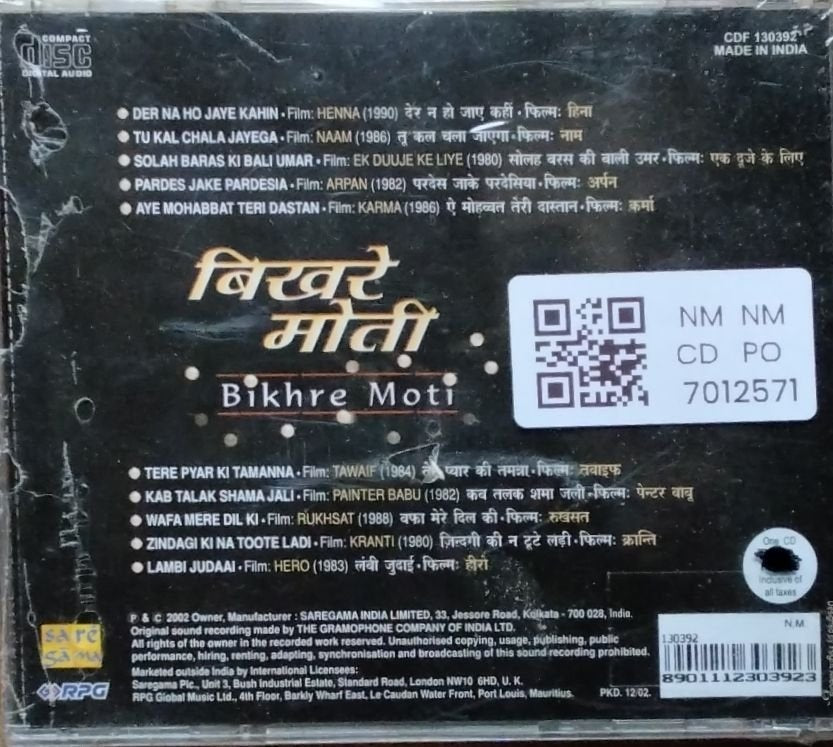 COMPACT
DISC
DIGITAL AUDIO
CDF 130392
MADE IN INDIA
DER NA HO JAYE KAHIN • Film: HENNA (1990) देर न हो जाए कहीं • फिल्म: हिना
TU KAL CHALA JAYEGA • Film: NAAM (1986) तू कल चला जाएगा • फिल्म: नाम
SOLAH BARAS KI BALI UMAR • Film: EK DUUJE KE LIYE (1980) सोलह बरस की बाली उमर • फिल्म: एक दूजे के लिए
PARDES JAKE PARDESIA • Film: ARPAN (1982) परदेस जाके परदेसिया • फिल्म: अर्पन
AYE MOHABBAT TERI DASTAN • Film: KARMA (1986) ऐ मोहब्बत तेरी दास्तान • फिल्म: कर्मा
बिखरे
मोती
Bikhre Moti
NM NM
CD PO
7012571
TERE PYAR KI TAMANNA • Film: TAWAIF (1984) प्यार की तमन्ना • फिल्म: तवाइफ
KAB TALAK SHAMA JALI • Film: PAINTER BABU (1982) कब तलक शमा जली • फिल्म: पेन्टर बाबू
WAFA MERE DIL KI • Film: RUKHSAT (1988) वफा मेरे दिल की • फिल्म: रुखसत
ZINDAGI KI NA TOOTE LADI • Film: KRANTI (1980) ज़िन्दगी की न टूटे लड़ी • फिल्म: क्रान्ति
LAMBI JUDAAI • Film: HERO (1983) लंबी जुदाई • फिल्म: हीरो
One CD
Inclusive of
all taxes
℗ & © 2002 Owner, Manufacturer : SAREGAMA INDIA LIMITED, 33, Jessore Road, Kolkata - 700 028, India.
Original sound recording made by THE GRAMOPHONE COMPANY OF INDIA LTD.
All rights of the owner in the recorded work reserved. Unauthorised copying, usage, publishing, public
performance, hiring, renting, adapting, synchronisation and broadcasting of this sound recording prohibited.
Marketed outside India by International Licensees:
Saregama Plc., Unit 3, Bush Industrial Estate, Standard Road, London NW10 6HD, U. K.
RPG Global Music Ltd., 4th Floor, Barkly Wharf East, Le Caudan Water Front, Port Louis, Mauritius.
PKD. 12/02.
sa re
ga ma
RPG
N.M.
130392
8901112303923